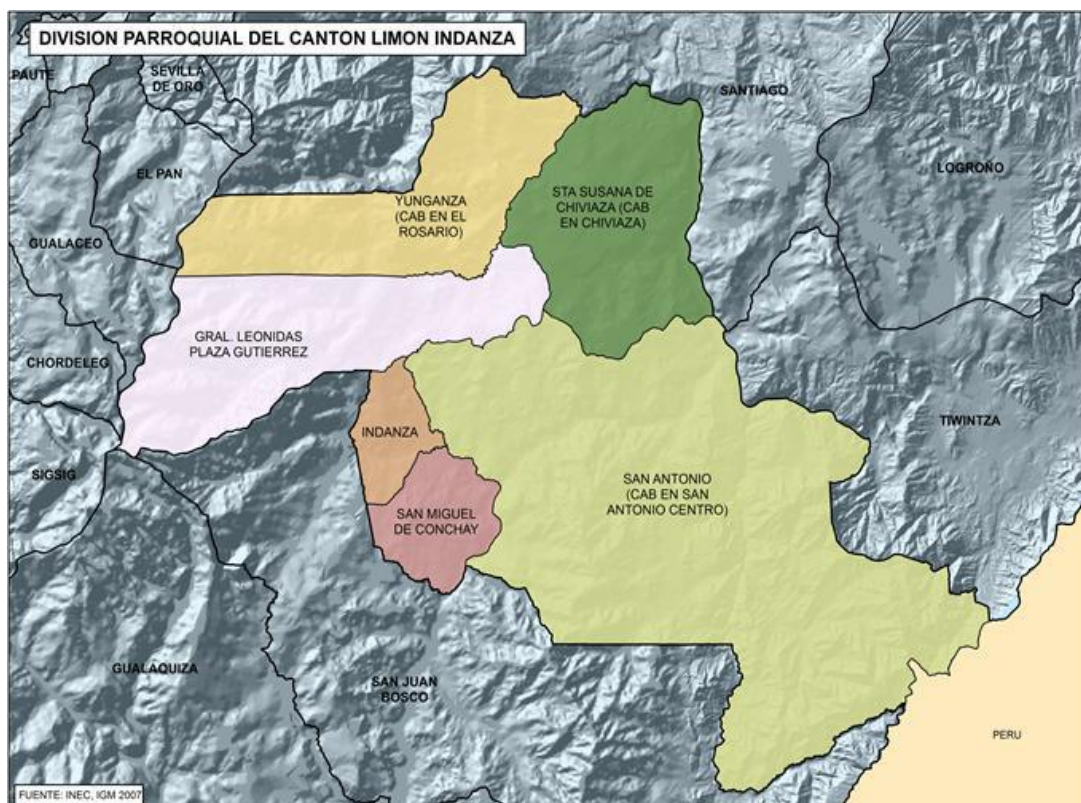 DIVISION PARROQUIAL DEL CANTON LIMON INDANZA
PAUTE
SEVILLA
DE ORO
SANTIAGO
EL PAN
LOGROÑO
YUNGANZA
(CAB EN EL
ROSARIO)
STA SUSANA DE
CHIVIAZA (CAB
EN CHIVIAZA)
GUALACEO
GRAL. LEONIDAS
PLAZA GUTIERREZ
CHORDELEG
INDANZA
TIWINTZA
SIGSIG
SAN ANTONIO
(CAB EN SAN
ANTONIO CENTRO)
SAN MIGUEL
DE CONCHAY
GUALAQUIZA
SAN JUAN
BOSCO
PERU
FUENTE: INEC, IGM 2007